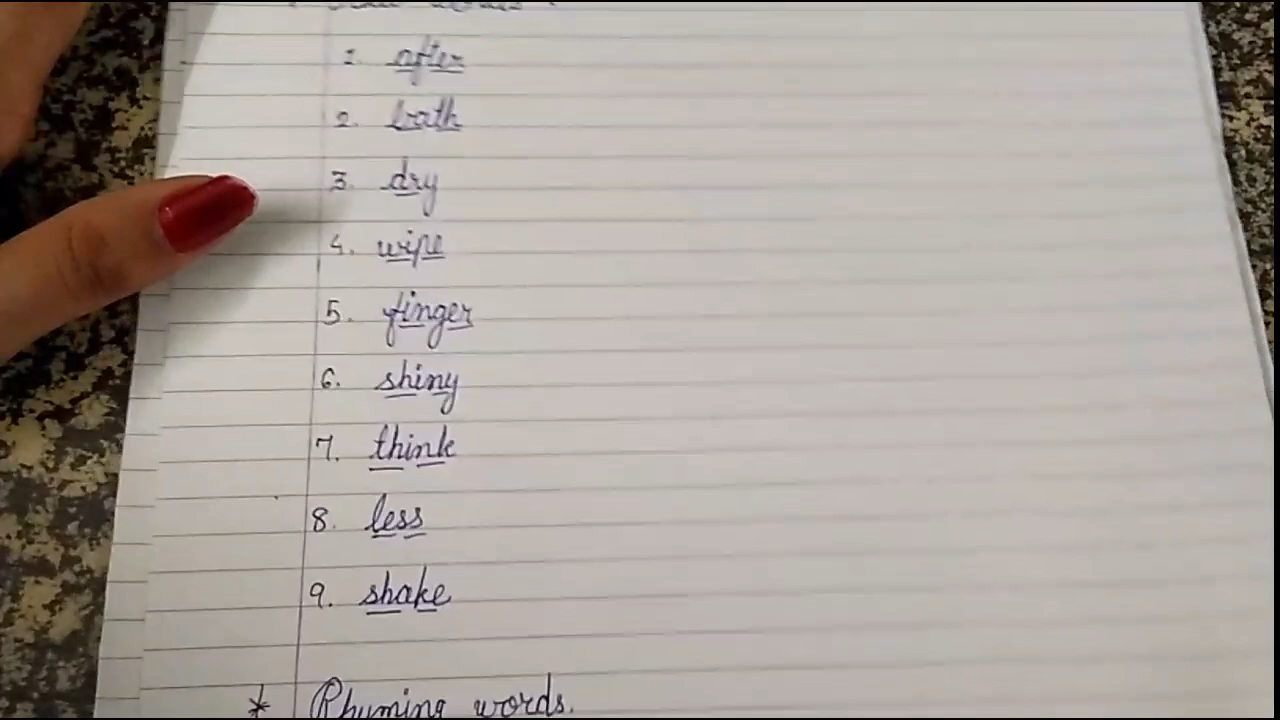 1. after
2. bath
3. dry
4. wipe
5. finger
6. shiny
7. think
8. less
9. shake
* Rhyming words.